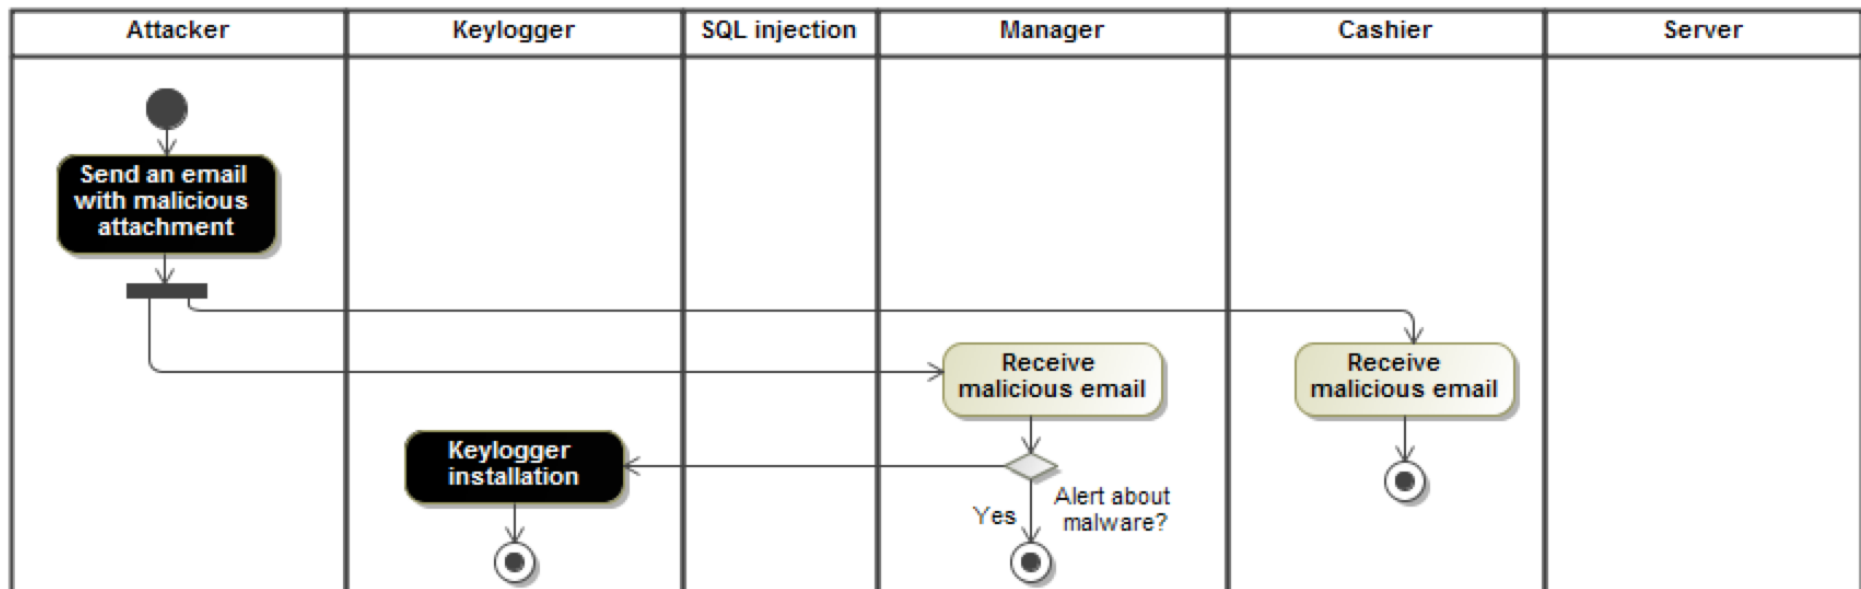 Attacker
Keylogger
SQL injection
Manager
Cashier
Server
Send an email
with malicious
attachment
Receive
malicious email
Receive
malicious email
Keylogger
installation
Alert about
malware?
Yes